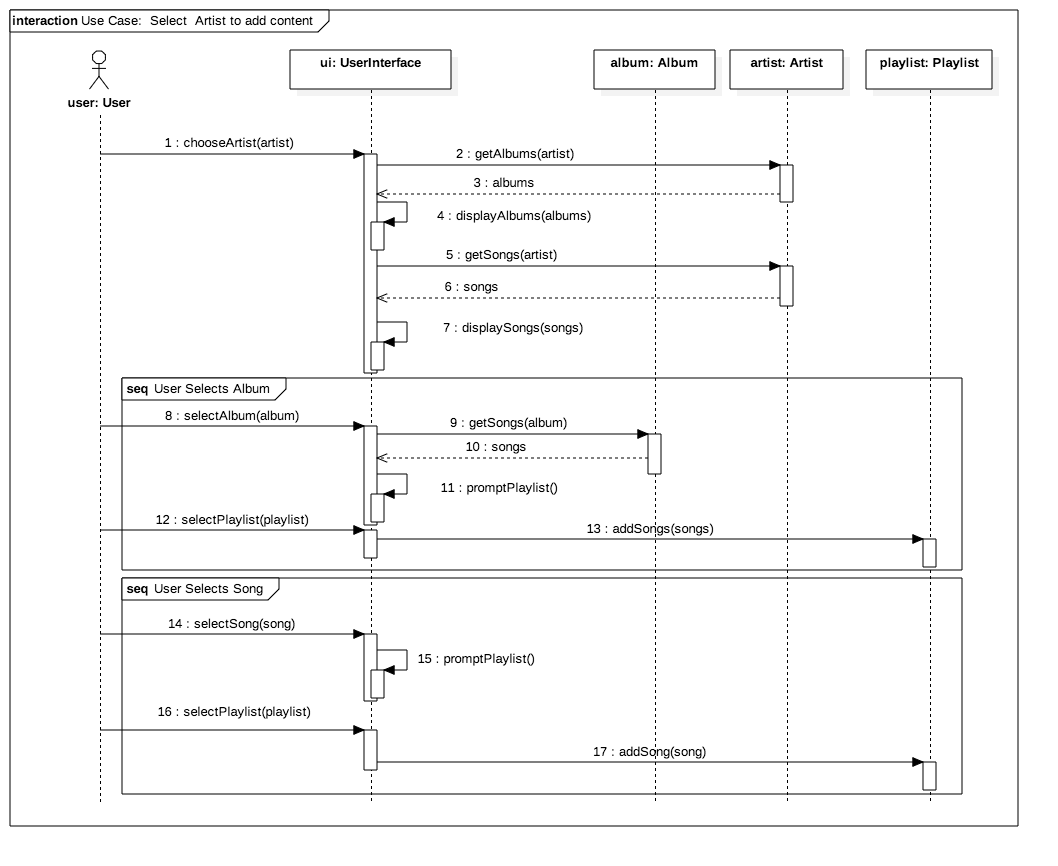 interaction Use Case: Select Artist to add content
ui: UserInterface
album: Album
artist: Artist
playlist: Playlist
user: User
1 : chooseArtist(artist)
2 : getAlbums(artist)
3 : albums
4 : displayAlbums(albums)
5 : getSongs(artist)
6 : songs
7 : displaySongs(songs)
seq User Selects Album
8 : selectAlbum(album)
9 : getSongs(album)
10 : songs
11 : promptPlaylist()
12 : selectPlaylist(playlist)
13 : addSongs(songs)
seq User Selects Song
14 : selectSong(song)
15 : promptPlaylist()
16 : selectPlaylist(playlist)
17 : addSong(song)